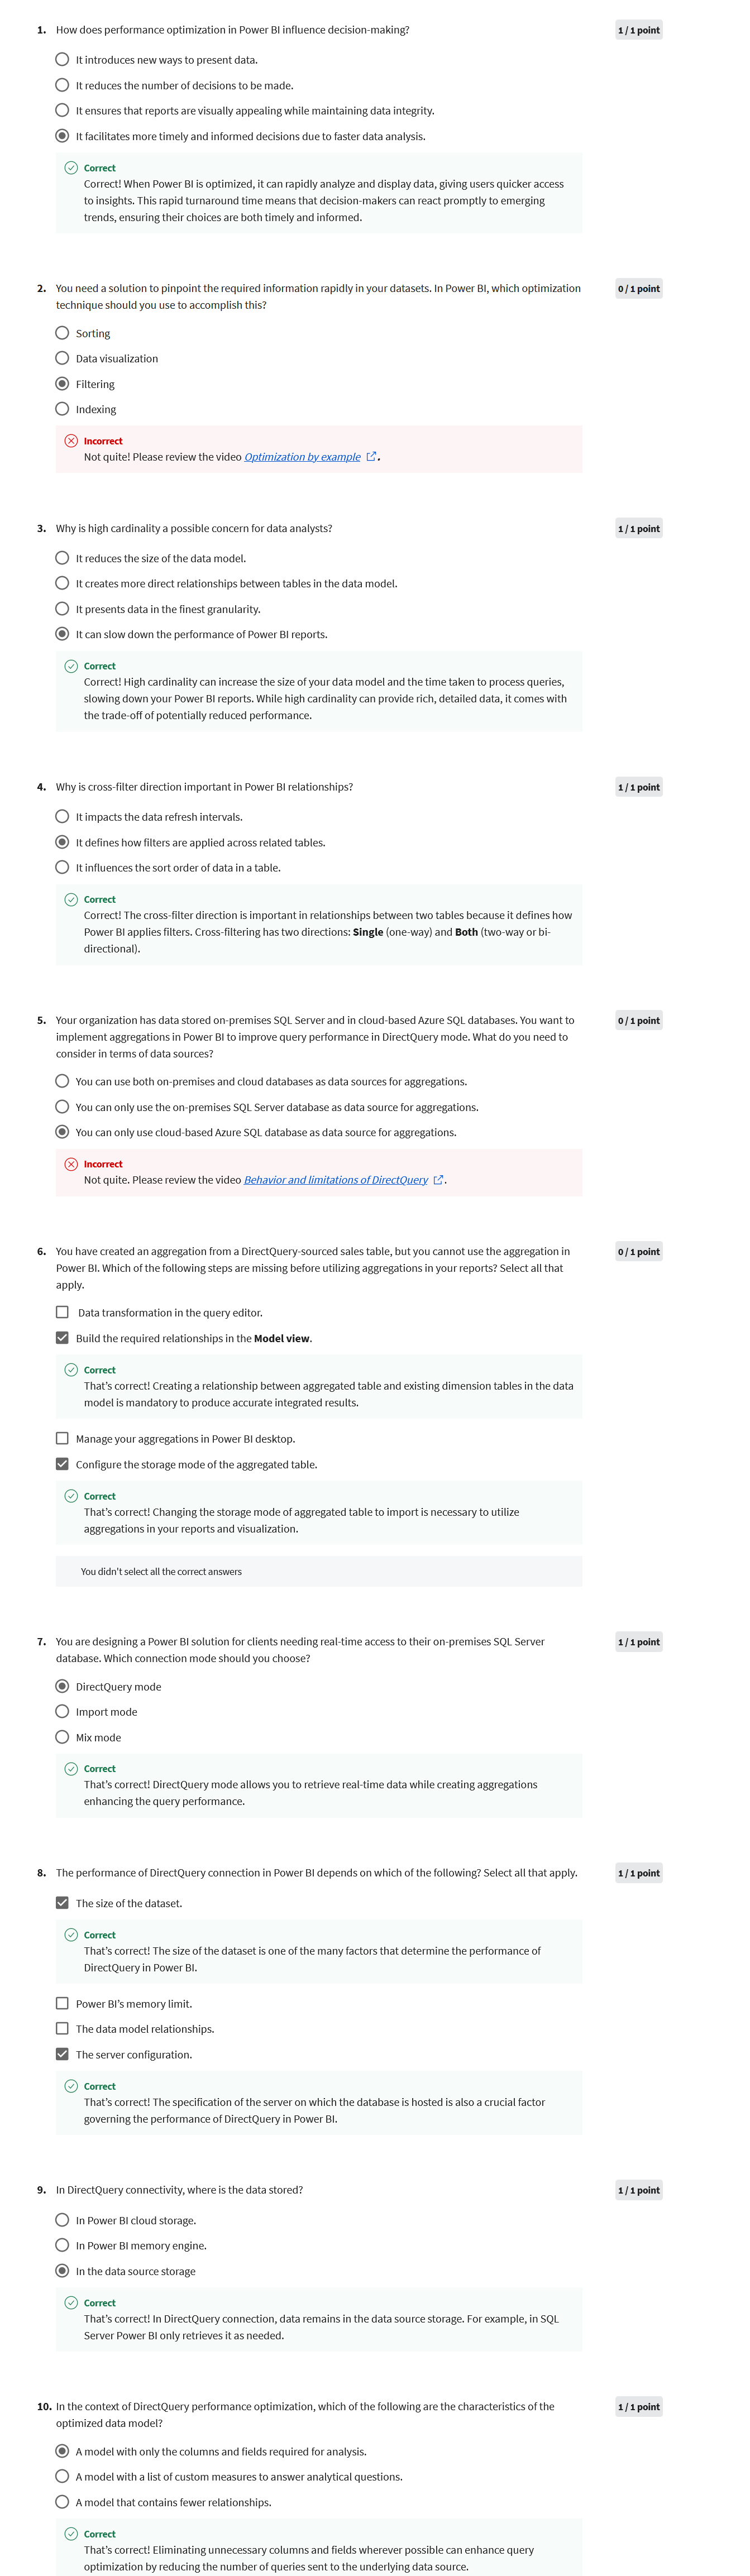 1. How does performance optimization in Power BI influence decision-making?
1 / 1 point
It introduces new ways to present data.
It reduces the number of decisions to be made.
It ensures that reports are visually appealing while maintaining data integrity.
It facilitates more timely and informed decisions due to faster data analysis.
Correct
Correct! When Power BI is optimized, it can rapidly analyze and display data, giving users quicker access
to insights. This rapid turnaround time means that decision-makers can react promptly to emerging
trends, ensuring their choices are both timely and informed.
2. You need a solution to pinpoint the required information rapidly in your datasets. In Power BI, which optimization
technique should you use to accomplish this?
0 / 1 point
Sorting
Data visualization
Filtering
Indexing
Incorrect
Not quite! Please review the video Optimization by example .
3. Why is high cardinality a possible concern for data analysts?
1 / 1 point
It reduces the size of the data model.
It creates more direct relationships between tables in the data model.
It presents data in the finest granularity.
It can slow down the performance of Power BI reports.
Correct
Correct! High cardinality can increase the size of your data model and the time taken to process queries,
slowing down your Power BI reports. While high cardinality can provide rich, detailed data, it comes with
the trade-off of potentially reduced performance.
4. Why is cross-filter direction important in Power BI relationships?
1 / 1 point
It impacts the data refresh intervals.
It defines how filters are applied across related tables.
It influences the sort order of data in a table.
Correct
Correct! The cross-filter direction is important in relationships between two tables because it defines how
Power BI applies filters. Cross-filtering has two directions: Single (one-way) and Both (two-way or bi-
directional).
5. Your organization has data stored on-premises SQL Server and in cloud-based Azure SQL databases. You want to
implement aggregations in Power BI to improve query performance in DirectQuery mode. What do you need to
consider in terms of data sources?
0 / 1 point
You can use both on-premises and cloud databases as data sources for aggregations.
You can only use the on-premises SQL Server database as data source for aggregations.
You can only use cloud-based Azure SQL database as data source for aggregations.
Incorrect
Not quite. Please review the video Behavior and limitations of DirectQuery .
6. You have created an aggregation from a DirectQuery-sourced sales table, but you cannot use the aggregation in
Power BI. Which of the following steps are missing before utilizing aggregations in your reports? Select all that
apply.
0 / 1 point
Data transformation in the query editor.
Build the required relationships in the Model view.
Correct
That's correct! Creating a relationship between aggregated table and existing dimension tables in the data
model is mandatory to produce accurate integrated results.
Manage your aggregations in Power BI desktop.
Configure the storage mode of the aggregated table.
Correct
That's correct! Changing the storage mode of aggregated table to import is necessary to utilize
aggregations in your reports and visualization.
You didn't select all the correct answers
7. You are designing a Power BI solution for clients needing real-time access to their on-premises SQL Server
database. Which connection mode should you choose?
1 / 1 point
DirectQuery mode
Import mode
Mix mode
Correct
That's correct! DirectQuery mode allows you to retrieve real-time data while creating aggregations
enhancing the query performance.
8. The performance of DirectQuery connection in Power BI depends on which of the following? Select all that apply.
1 / 1 point
The size of the dataset.
Correct
That's correct! The size of the dataset is one of the many factors that determine the performance of
DirectQuery in Power BI.
Power BI's memory limit.
The data model relationships.
The server configuration.
Correct
That's correct! The specification of the server on which the database is hosted is also a crucial factor
governing the performance of DirectQuery in Power BI.
9. In DirectQuery connectivity, where is the data stored?
1 / 1 point
In Power BI cloud storage.
In Power BI memory engine.
In the data source storage
Correct
That's correct! In DirectQuery connection, data remains in the data source storage. For example, in SQL
Server Power BI only retrieves it as needed.
10. In the context of DirectQuery performance optimization, which of the following are the characteristics of the
optimized data model?
1 / 1 point
A model with only the columns and fields required for analysis.
A model with a list of custom measures to answer analytical questions.
A model that contains fewer relationships.
Correct
That's correct! Eliminating unnecessary columns and fields wherever possible can enhance query
optimization by reducing the number of queries sent to the underlying data source.